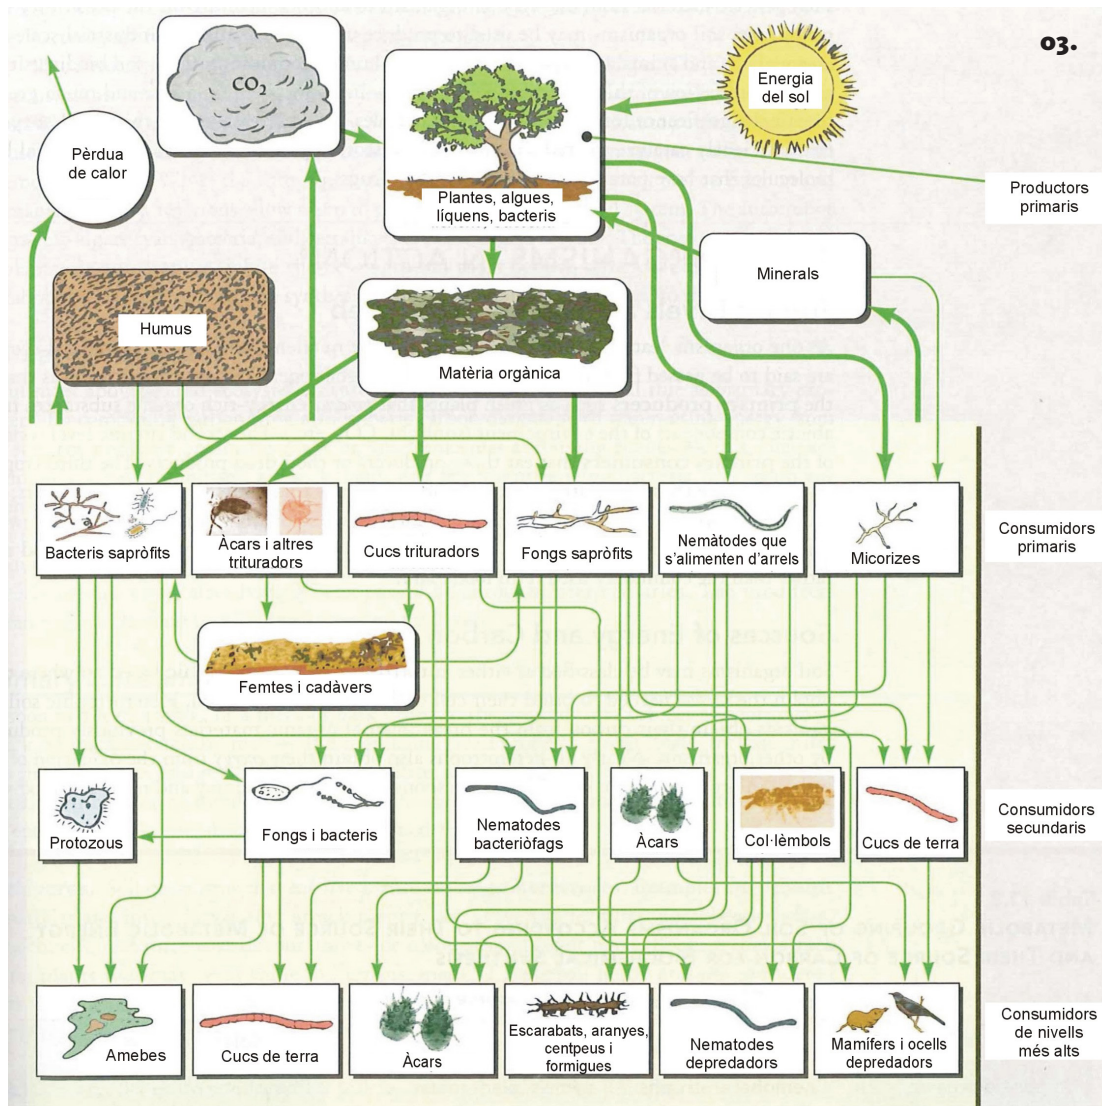 03.
CO2
Energia
del sol
Pèrdua
de calor
Plantes, algues,
líquens, bacteris
Productors
primaris
Minerals
Humus
Matèria orgànica
Bacteris sapròfits
Àcars i altres
trituradors
Cucs trituradors
Fongs sapròfits
Nemàtodes que
s'alimenten d'arrels
Micorizes
Consumidors
primaris
Femtes i cadàvers
Protozous
Fongs i bacteris
Nematodes
bacteriòfags
Àcars
Col·lèmbols
Cucs de terra
Consumidors
secundaris
Amebes
Cucs de terra
Àcars
Escarabats, aranyes,
centpeus i
formigues
Nematodes
depredadors
Mamífers i ocells
depredadors
Consumidors
de nivells
més alts